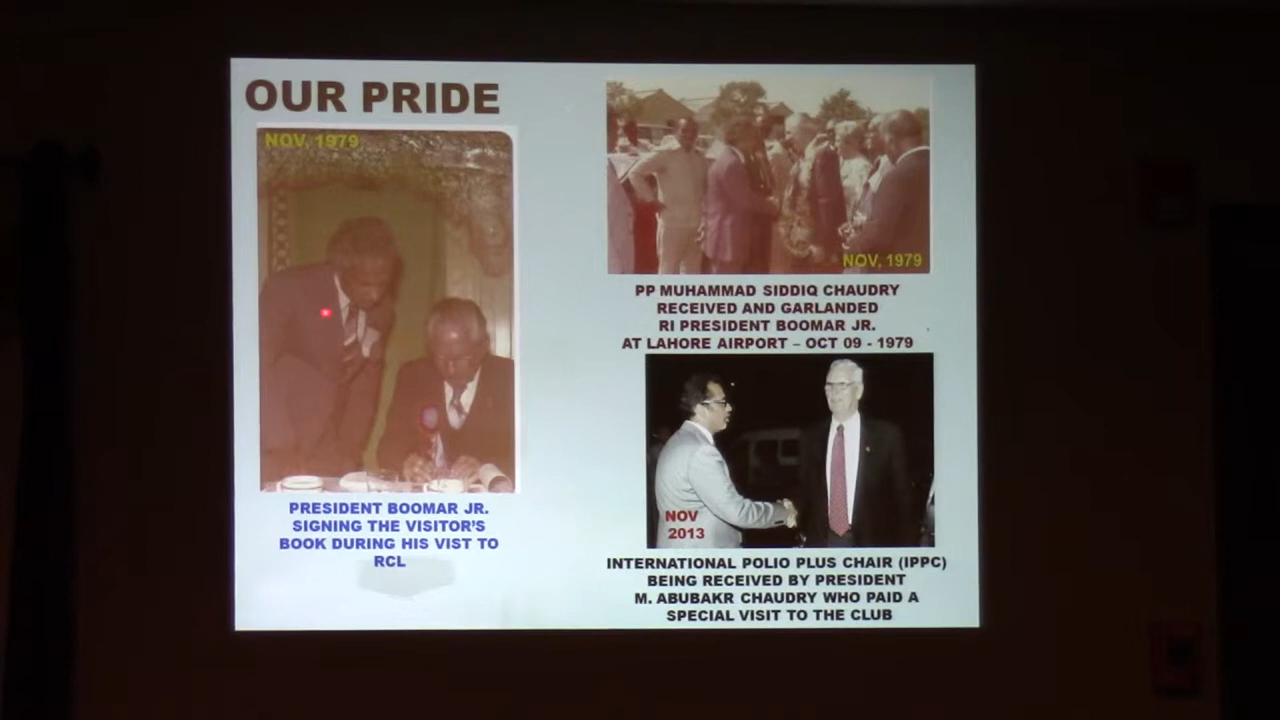 OUR PRIDE
NOV, 1979
PRESIDENT BOOMAR JR.
SIGNING THE VISITOR'S
BOOK DURING HIS VIST TO
RCL
NOV, 1979
PP MUHAMMAD SIDDIQ CHAUDRY
RECEIVED AND GARLANDED
RI PRESIDENT BOOMAR JR.
AT LAHORE AIRPORT – OCT 09 - 1979
NOV
2013
INTERNATIONAL POLIO PLUS CHAIR (IPPC)
BEING RECEIVED BY PRESIDENT
M. ABUBAKR CHAUDRY WHO PAID A
SPECIAL VISIT TO THE CLUB